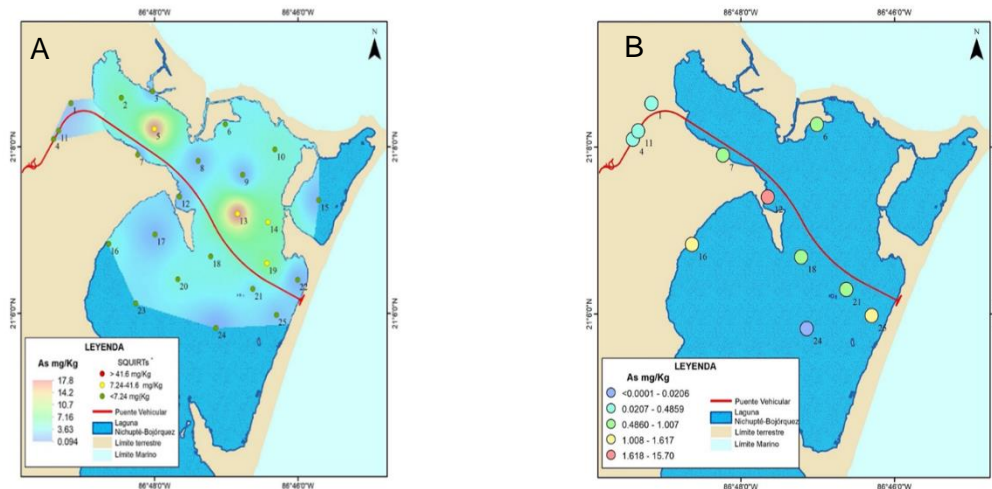 A
86°48'0"W
86°46'0"W
N
21°8'0"N
21°6'0"N
1
2
3
4
5
6
7
8
9
10
11
12
13
14
15
16
17
18
19
20
21
22
23
24
25
LEYENDA
As mg/Kg
17.8
14.2
10.7
7.16
3.63
0.094
SQUIRTs *
> 41.6 mg/Kg
7.24-41.6 mg/Kg
<7.24 mg/Kg
Puente Vehicular
Laguna
Nichupté-Bojórquez
Límite terrestre
Límite Marino
86°48'0"W
86°46'0"W
B
86°48'0"W
86°46'0"W
N
21°8'0"N
21°6'0"N
1
4
11
6
7
12
16
18
21
25
24
LEYENDA
As mg/Kg
<0.0001 - 0.0206
0.0207 - 0.4859
0.4860 - 1.007
1.008 - 1.617
1.618 - 15.70
Puente Vehicular
Laguna
Nichupté-Bojórquez
Límite terrestre
Límite Marino
86°48'0"W
86°46'0"W